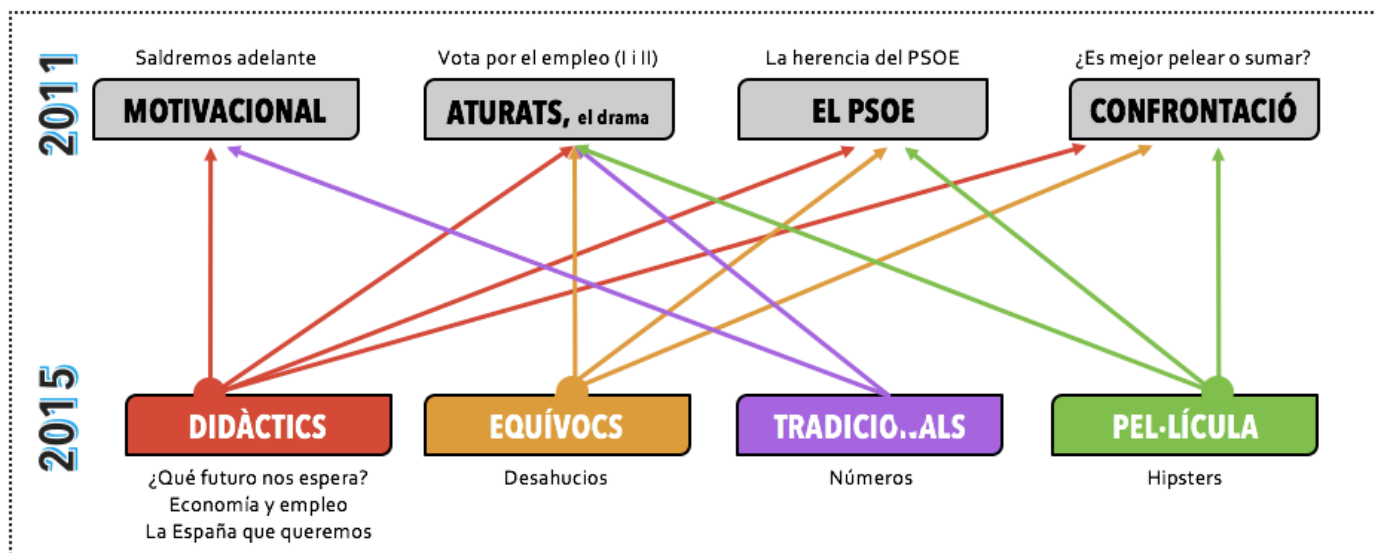 2011
Saldremos adelante
MOTIVACIONAL
Vota por el empleo (I i II)
ATURATS, el drama
La herencia del PSOE
EL PSOE
¿Es mejor pelear o sumar?
CONFRONTACIÓ
2015
DIDÀCTICS
¿Qué futuro nos espera?
Economía y empleo
La España que queremos
EQUÍVOCS
Desahucios
TRADICIONALS
Números
PEL·LÍCULA
Hipsters